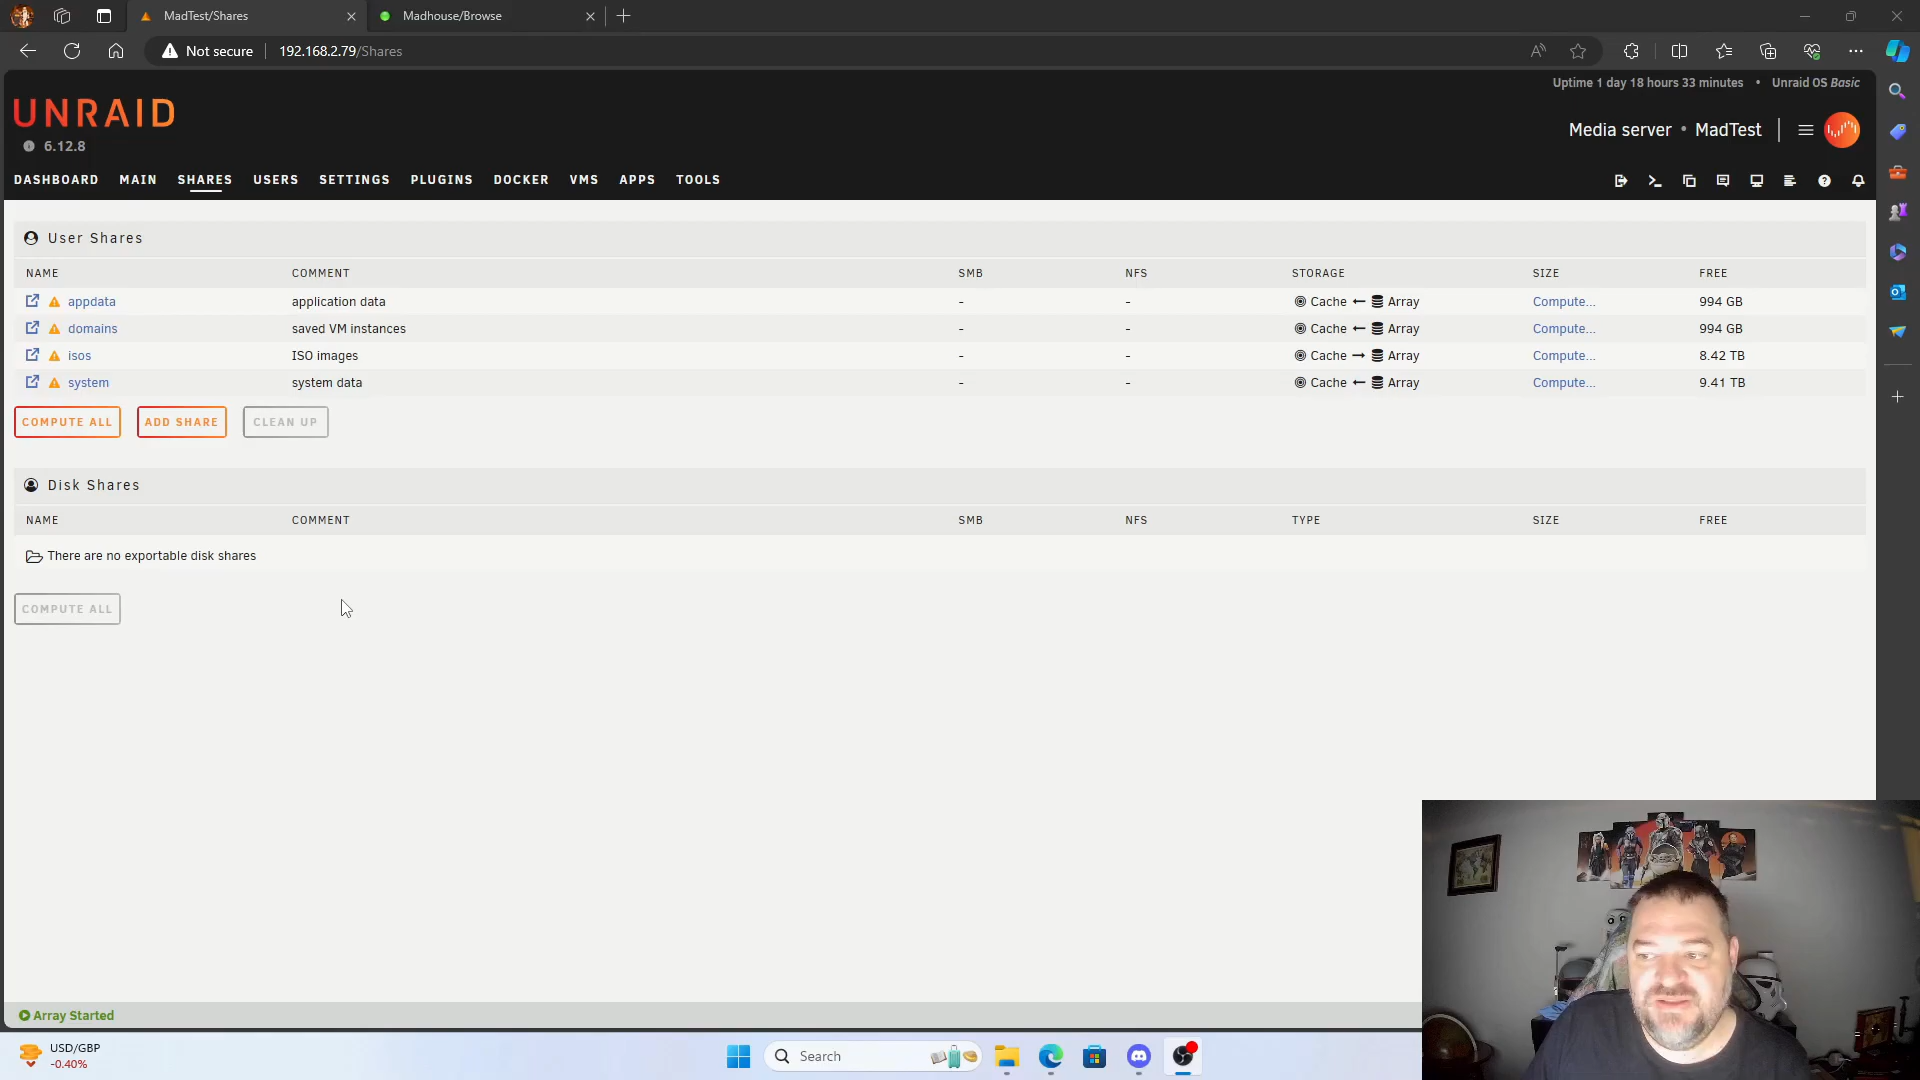 MadTest/Shares
Madhouse/Browse
Not secure
192.168.2.79/Shares
Uptime 1 day 18 hours 33 minutes • Unraid OS Basic
UNRAID
6.12.8
Media server • MadTest
DASHBOARD MAIN SHARES USERS SETTINGS PLUGINS DOCKER VMS APPS TOOLS
User Shares
NAME COMMENT SMB NFS STORAGE SIZE FREE
appdata application data - - Cache ← Array Compute... 994 GB
domains saved VM instances - - Cache ← Array Compute... 994 GB
isos ISO images - - Cache → Array Compute... 8.42 TB
system system data - - Cache ← Array Compute... 9.41 TB
COMPUTE ALL ADD SHARE CLEAN UP
Disk Shares
NAME COMMENT SMB NFS TYPE SIZE FREE
There are no exportable disk shares
COMPUTE ALL
Array Started
USD/GBP
-0.40%
Search